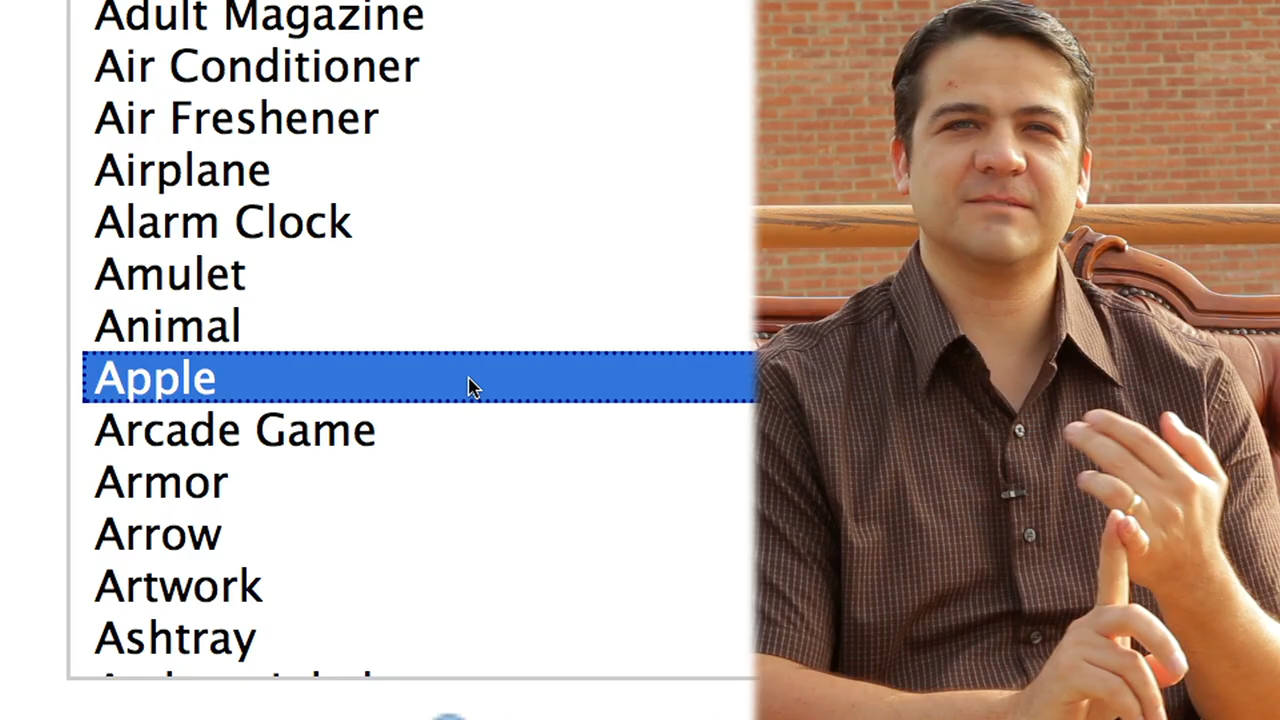 Adult Magazine
Air Conditioner
Air Freshener
Airplane
Alarm Clock
Amulet
Animal
Apple
Arcade Game
Armor
Arrow
Artwork
Ashtray